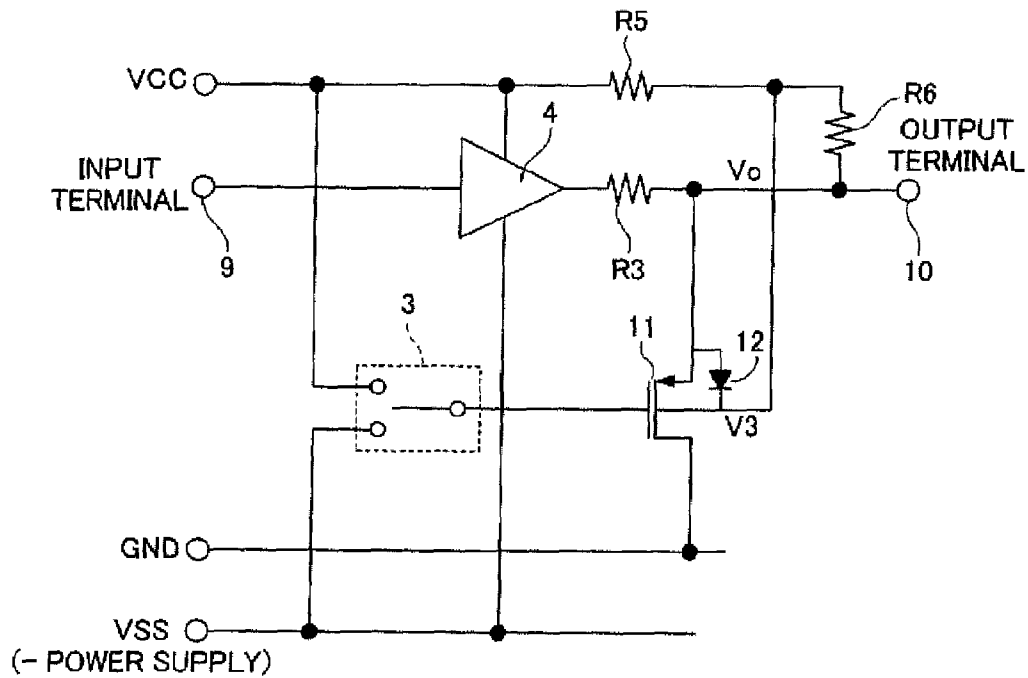 R5
VCC
R6
4
OUTPUT
TERMINAL
INPUT
TERMINAL
Vo
9
R3
10
3
11
12
V3
GND
VSS
(- POWER SUPPLY)